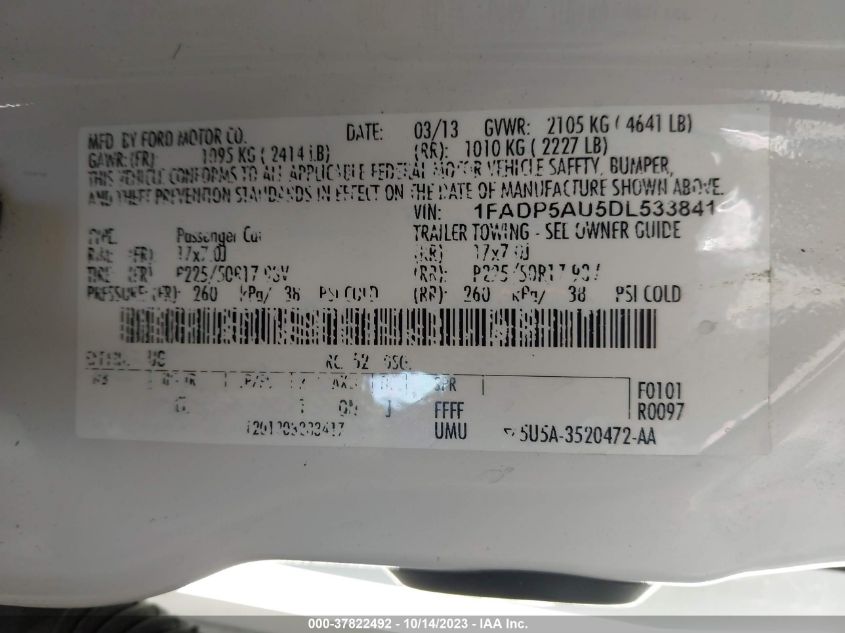 MFD BY FORD MOTOR CO. DATE: 03/13 GVWR: 2105 KG ( 4641 LB)
GAWR:(FR): 1095 KG ( 2414 LB) (RR): 1010 KG ( 2227 LB)
THIS VEHICLE CONFORMS TO ALL APPLICABLE FEDERAL MOTOR VEHICLE SAFETY, BUMPER,
AND THEFT PREVENTION STANDARDS IN EFFECT ON THE DATE OF MANUFACTURE SHOWN ABOVE.
VIN: 1FADP5AU5DL533841
TYPE: Passenger Car TRAILER TOWING - SEE OWNER GUIDE
(FR): 17x7.0J (RR) 17x7.0J
TIRE (FR) P225/50R17 (RR): P225/50R17
PRESSURE (FR): 260 kPg/ 38 PSI COLD (RR) 260 kPg/ 38 PSI COLD
RC: 52
SPR F0101
FFFF R0097
UMU 5U5A-3520472-AA
000-37822492 - 10/14/2023 - IAA Inc.